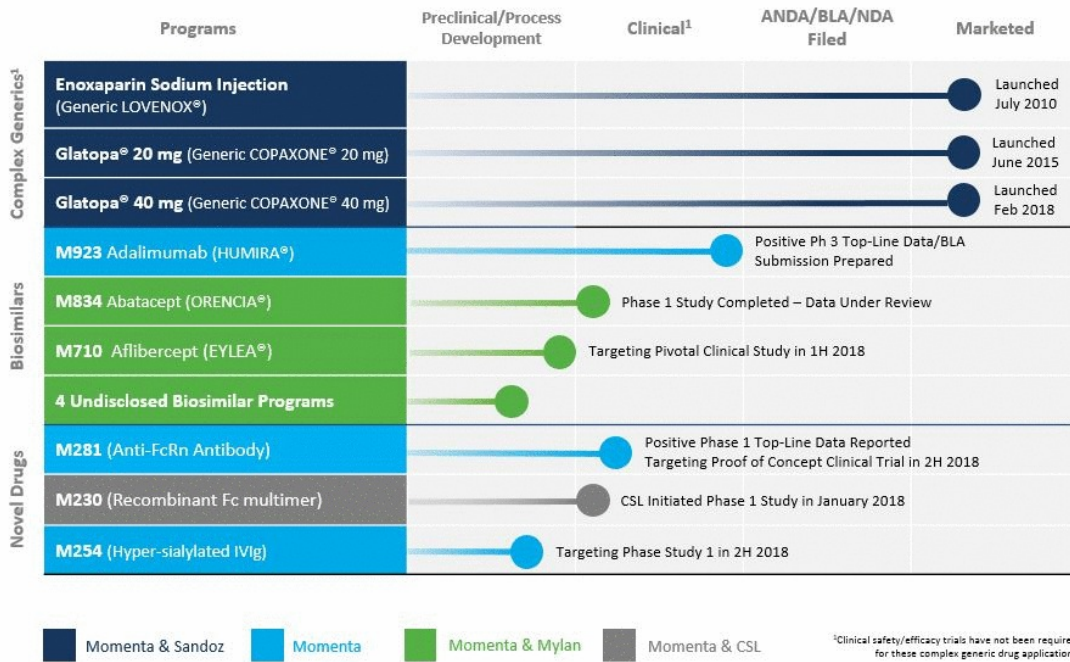 Programs
Preclinical/Process
Development
Clinical¹
ANDA/BLA/NDA
Filed
Marketed
Complex Generics¹
Enoxaparin Sodium Injection
(Generic LOVENOX®)
Launched
July 2010
Glatopa® 20 mg (Generic COPAXONE® 20 mg)
Launched
June 2015
Glatopa® 40 mg (Generic COPAXONE® 40 mg)
Launched
Feb 2018
Biosimilars
M923 Adalimumab (HUMIRA®)
Positive Ph 3 Top-Line Data/BLA
Submission Prepared
M834 Abatacept (ORENCIA®)
Phase 1 Study Completed – Data Under Review
M710 Aflibercept (EYLEA®)
Targeting Pivotal Clinical Study in 1H 2018
4 Undisclosed Biosimilar Programs
Novel Drugs
M281 (Anti-FcRn Antibody)
Positive Phase 1 Top-Line Data Reported
Targeting Proof of Concept Clinical Trial in 2H 2018
M230 (Recombinant Fc multimer)
CSL Initiated Phase 1 Study in January 2018
M254 (Hyper-sialylated IVIg)
Targeting Phase Study 1 in 2H 2018
Momenta & Sandoz
Momenta
Momenta & Mylan
Momenta & CSL
¹Clinical safety/efficacy trials have not been require
for these complex generic drug application